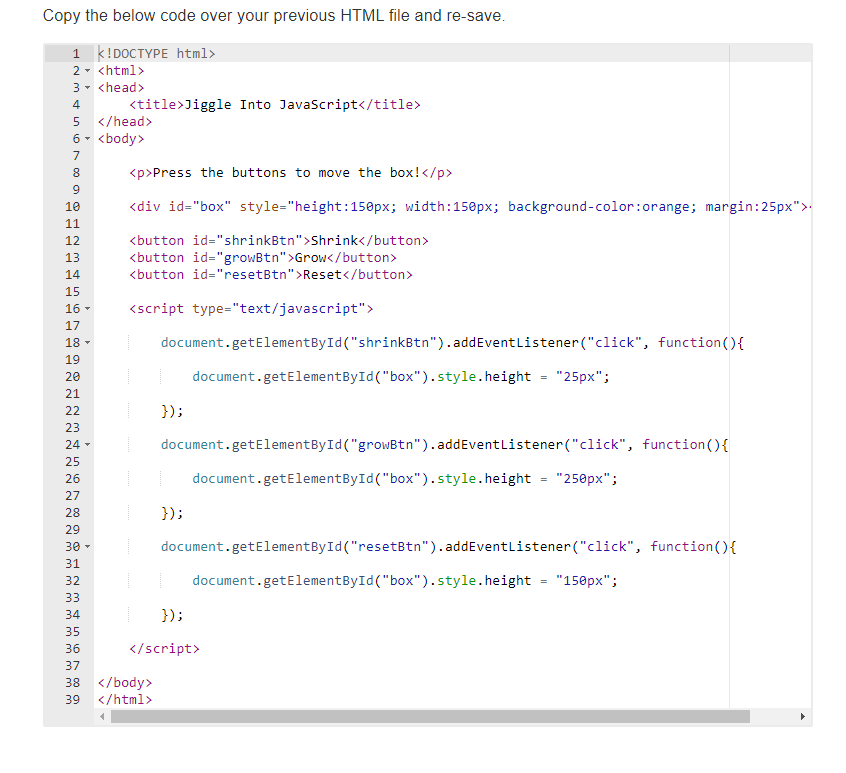 Copy the below code over your previous HTML file and re-save.
1 <!DOCTYPE html>
2 <html>
3 <head>
4     <title>Jiggle Into JavaScript</title>
5 </head>
6 <body>
7
8     <p>Press the buttons to move the box!</p>
9
10     <div id="box" style="height:150px; width:150px; background-color:orange; margin:25px">
11
12     <button id="shrinkBtn">Shrink</button>
13     <button id="growBtn">Grow</button>
14     <button id="resetBtn">Reset</button>
15
16     <script type="text/javascript">
17
18         document.getElementById("shrinkBtn").addEventListener("click", function(){
19
20             document.getElementById("box").style.height = "25px";
21
22         });
23
24         document.getElementById("growBtn").addEventListener("click", function(){
25
26             document.getElementById("box").style.height = "250px";
27
28         });
29
30         document.getElementById("resetBtn").addEventListener("click", function(){
31
32             document.getElementById("box").style.height = "150px";
33
34         });
35
36     </script>
37
38 </body>
39 </html>